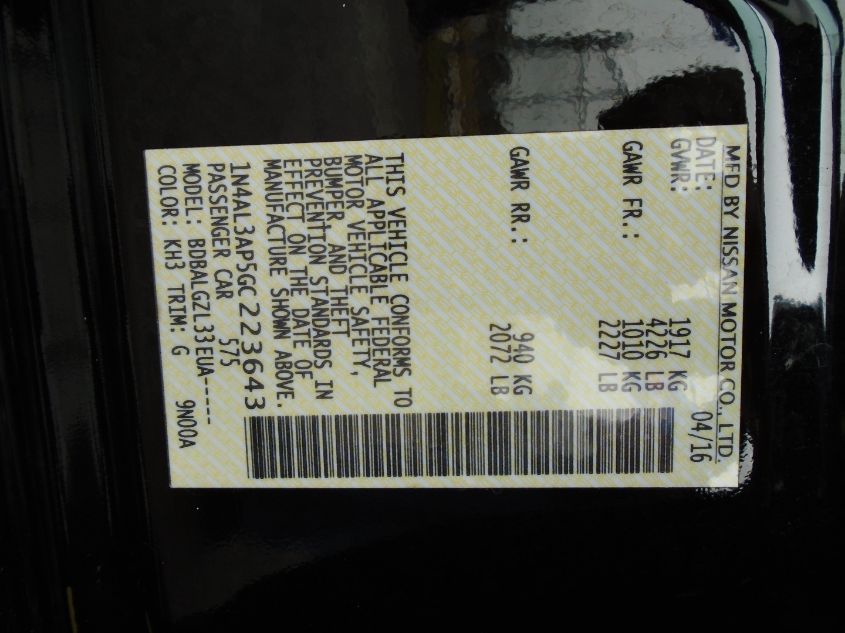 MFD BY NISSAN MOTOR CO., LTD.
DATE: 04/16
GVWR: 1917 KG
4226 LB
GAWR FR.: 1010 KG
2227 LB
GAWR RR.: 940 KG
2072 LB
THIS VEHICLE CONFORMS TO
ALL APPLICABLE FEDERAL
MOTOR VEHICLE SAFETY,
BUMPER, AND THEFT
PREVENTION STANDARDS IN
EFFECT ON THE DATE OF
MANUFACTURE SHOWN ABOVE.
1N4AL3AP5GC223643
PASSENGER CAR 575
MODEL: BDBALGZL33EUA-----
COLOR: KH3 TRIM: G 9N00A